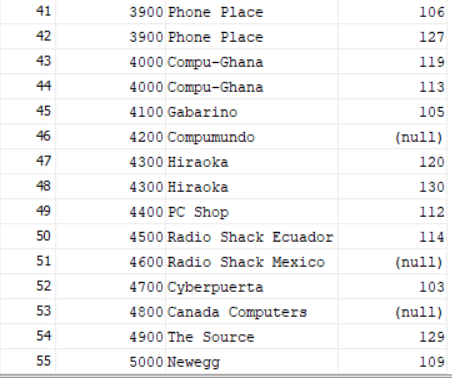 41 3900 Phone Place 106
42 3900 Phone Place 127
43 4000 Compu-Ghana 119
44 4000 Compu-Ghana 113
45 4100 Gabarino 105
46 4200 Compumundo (null)
47 4300 Hiraoka 120
48 4300 Hiraoka 130
49 4400 PC Shop 112
50 4500 Radio Shack Ecuador 114
51 4600 Radio Shack Mexico (null)
52 4700 Cyberpuerta 103
53 4800 Canada Computers (null)
54 4900 The Source 129
55 5000 Newegg 109